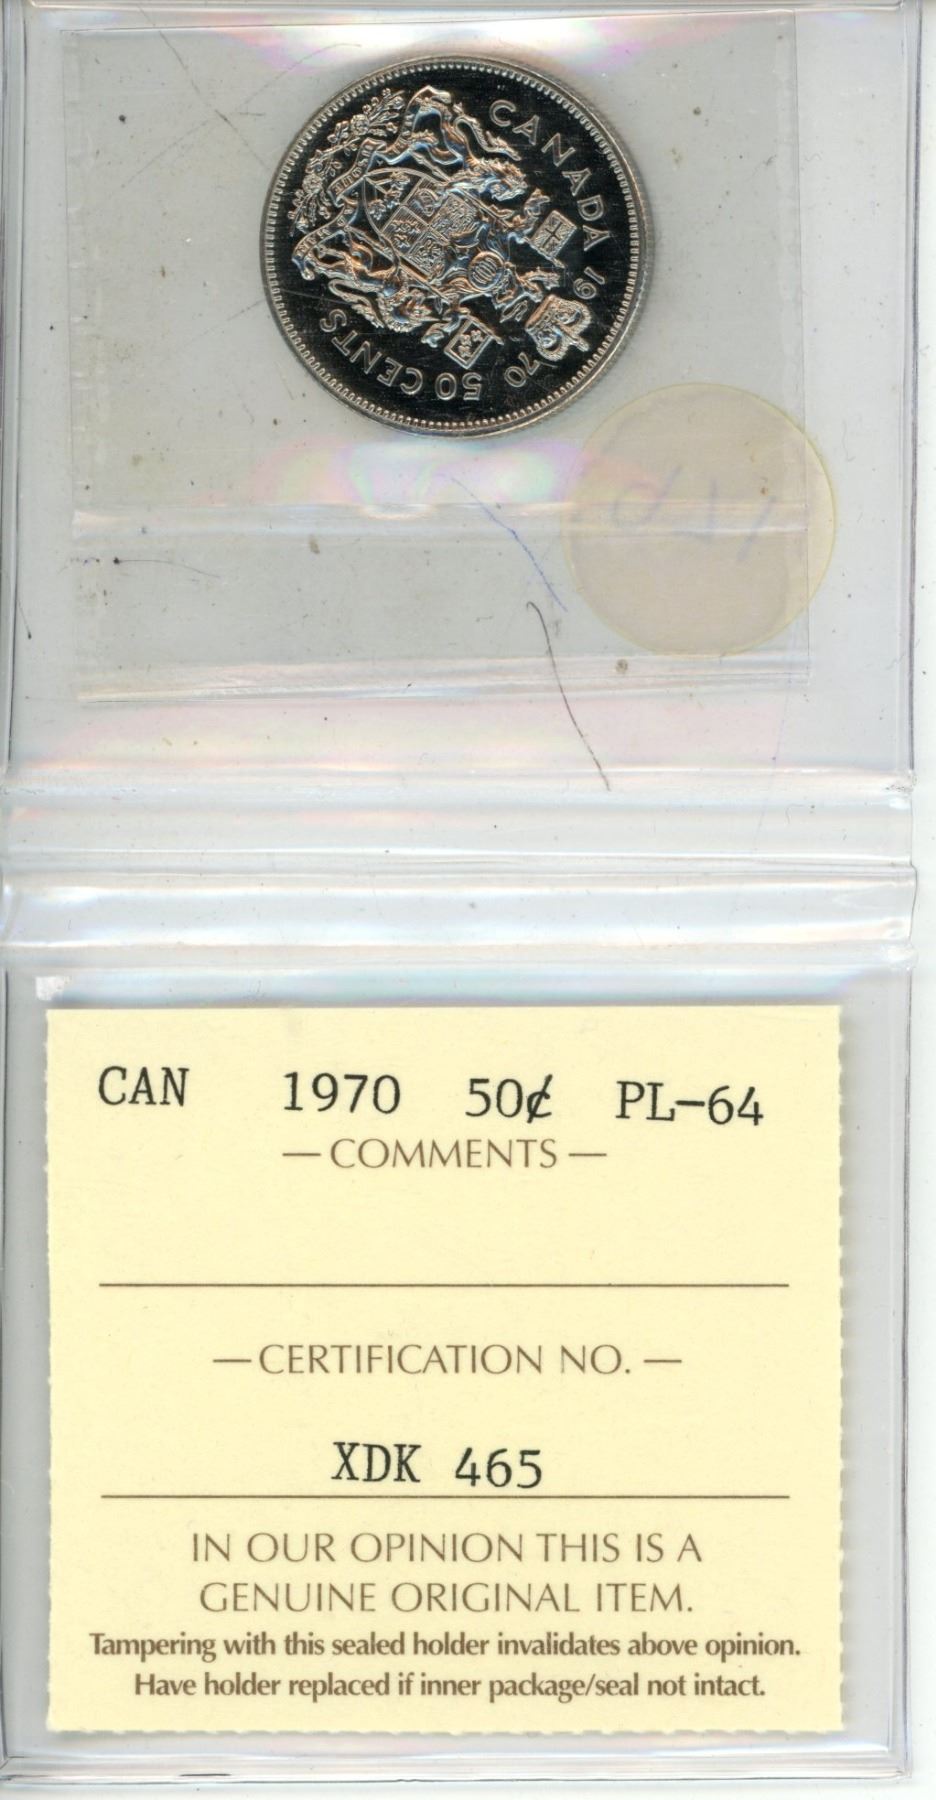 CANADA 1970
50 CENTS
CAN 1970 50¢ PL-64
— COMMENTS —
— CERTIFICATION NO. —
XDK 465
IN OUR OPINION THIS IS A
GENUINE ORIGINAL ITEM.
Tampering with this sealed holder invalidates above opinion.
Have holder replaced if inner package/seal not intact.